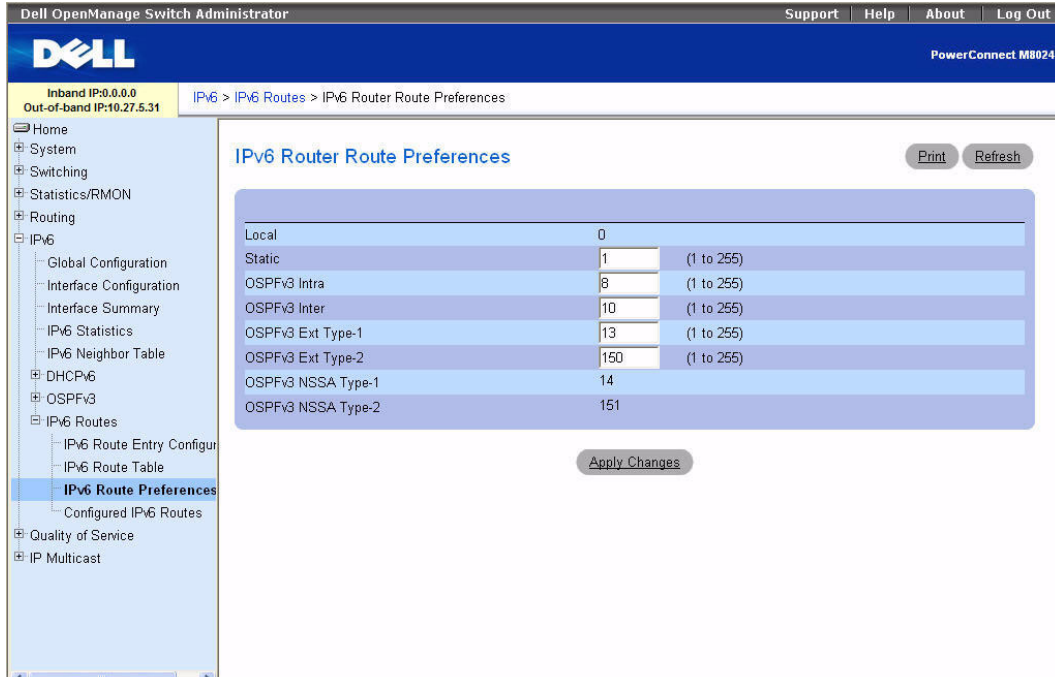 Dell OpenManage Switch Administrator
Support Help About Log Out
DELL
PowerConnect M8024
Inband IP:0.0.0.0
Out-of-band IP:10.27.5.31
IPv6 > IPv6 Routes > IPv6 Router Route Preferences
Home
System
Switching
Statistics/RMON
Routing
IPv6
Global Configuration
Interface Configuration
Interface Summary
IPv6 Statistics
IPv6 Neighbor Table
DHCPv6
OSPFv3
IPv6 Routes
IPv6 Route Entry Configur
IPv6 Route Table
IPv6 Route Preferences
Configured IPv6 Routes
Quality of Service
IP Multicast
IPv6 Router Route Preferences
Print Refresh
Local 0
Static 1 (1 to 255)
OSPFv3 Intra 8 (1 to 255)
OSPFv3 Inter 10 (1 to 255)
OSPFv3 Ext Type-1 13 (1 to 255)
OSPFv3 Ext Type-2 150 (1 to 255)
OSPFv3 NSSA Type-1 14
OSPFv3 NSSA Type-2 151
Apply Changes